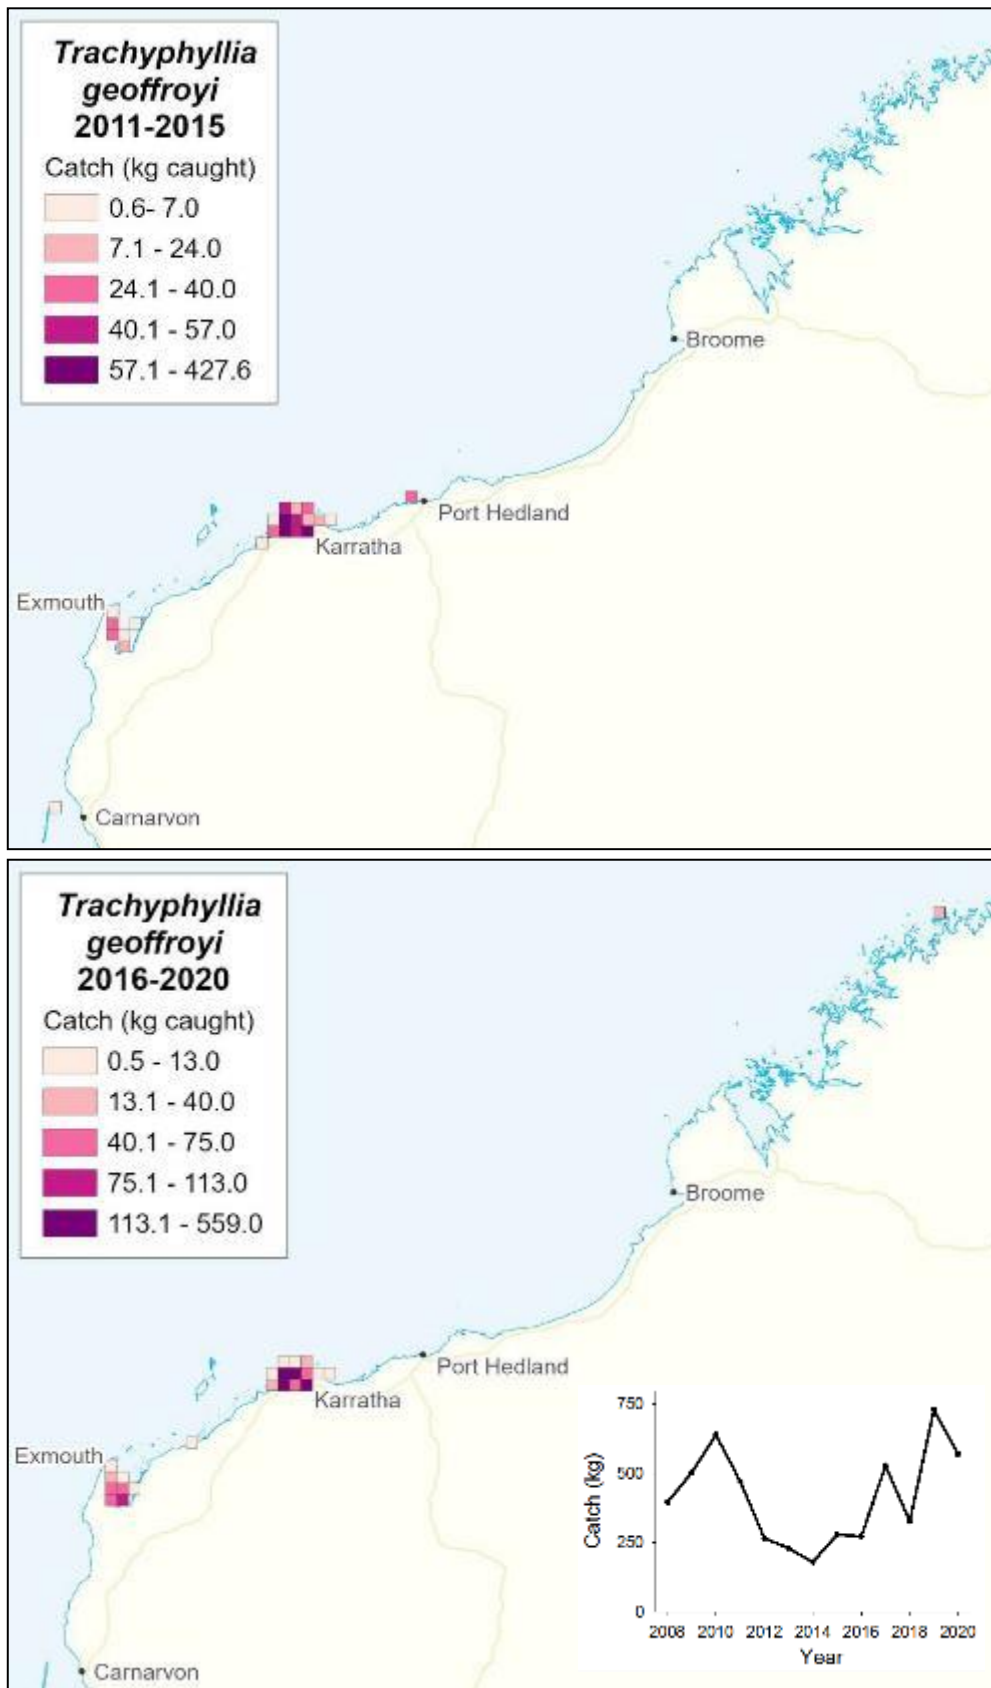 Trachyphyllia
geoffroyi
2011-2015
Catch (kg caught)
0.6- 7.0
7.1 - 24.0
24.1 - 40.0
40.1 - 57.0
57.1 - 427.6
Broome
Port Hedland
Karratha
Exmouth
Carnarvon
Trachyphyllia
geoffroyi
2016-2020
Catch (kg caught)
0.5 - 13.0
13.1 - 40.0
40.1 - 75.0
75.1 - 113.0
113.1 - 559.0
Broome
Port Hedland
Karratha
Exmouth
Carnarvon
Catch (kg)
750
500
250
0
2008 2010 2012 2014 2016 2018 2020
Year